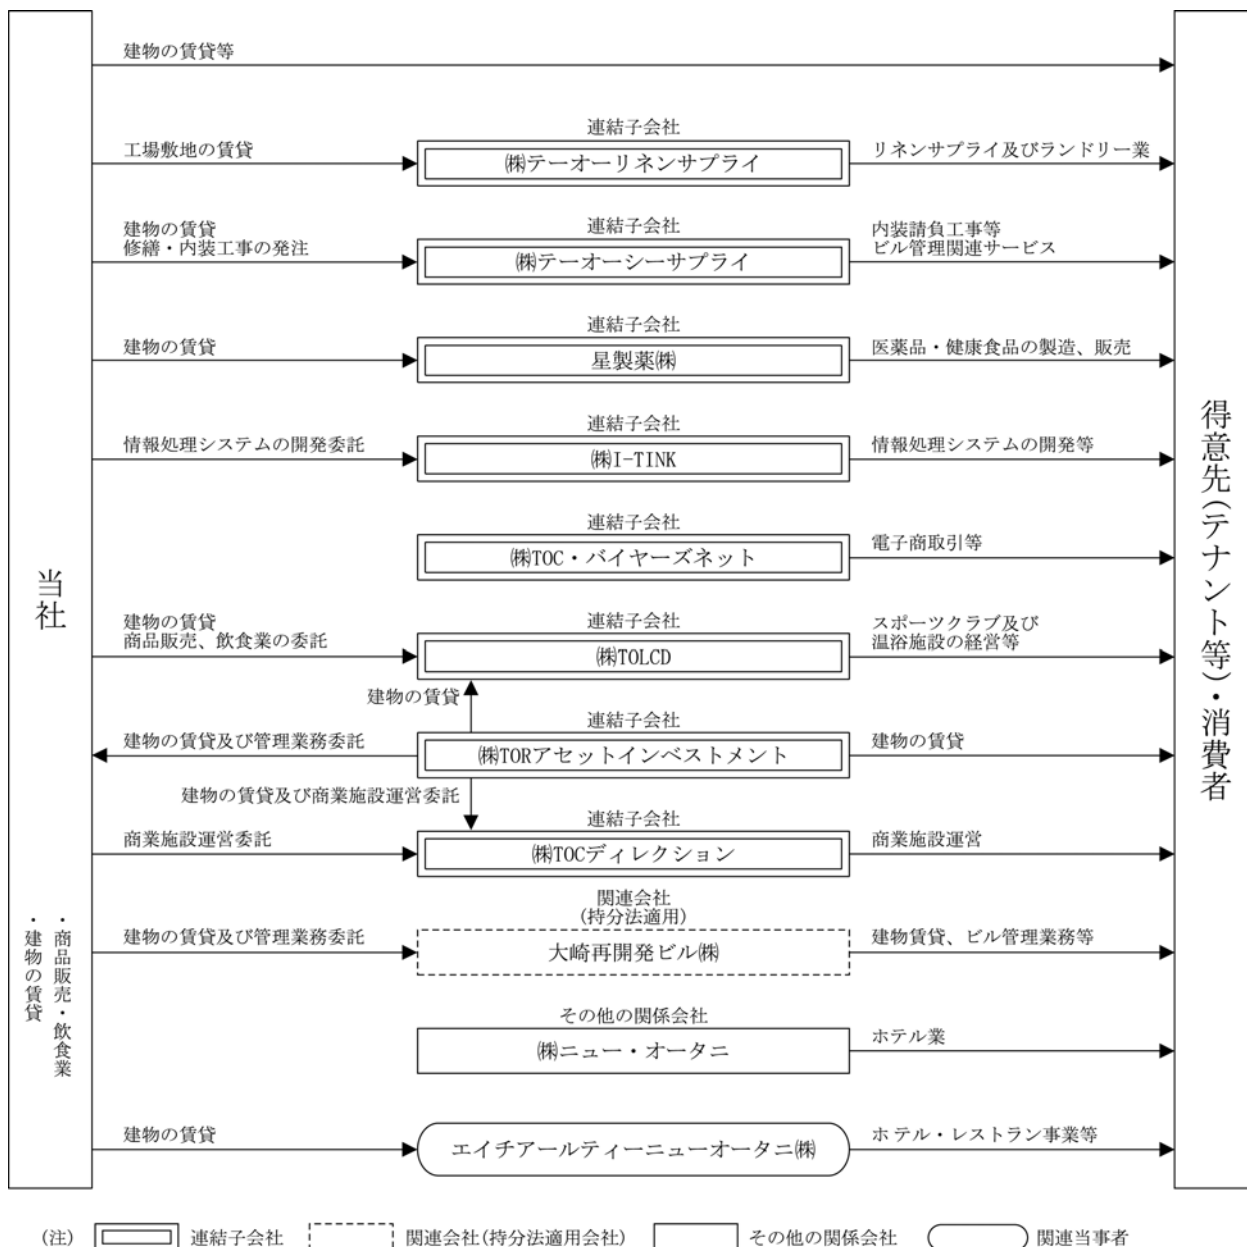 当社
・商品販売・飲食業
・建物の賃貸
建物の賃貸等
連結子会社
工場敷地の賃貸
㈱テーオーリネンサプライ
リネンサプライ及びランドリー業
連結子会社
建物の賃貸
修繕・内装工事の発注
㈱テーオーシーサプライ
内装請負工事等
ビル管理関連サービス
連結子会社
建物の賃貸
星製薬㈱
医薬品・健康食品の製造、販売
連結子会社
情報処理システムの開発委託
㈱I-TINK
情報処理システムの開発等
連結子会社
㈱TOC・バイヤーズネット
電子商取引等
連結子会社
建物の賃貸
商品販売、飲食業の委託
㈱TOLCD
スポーツクラブ及び
温浴施設の経営等
建物の賃貸
連結子会社
建物の賃貸及び管理業務委託
㈱TORアセットインベストメント
建物の賃貸
建物の賃貸及び商業施設運営委託
連結子会社
商業施設運営委託
㈱TOCディレクション
商業施設運営
関連会社
(持分法適用)
建物の賃貸及び管理業務委託
大崎再開発ビル㈱
建物賃貸、ビル管理業務等
その他の関係会社
㈱ニュー・オータニ
ホテル業
建物の賃貸
エイチアールティーニューオータニ㈱
ホテル・レストラン事業等
得意先(テナント等)・消費者
(注) 連結子会社 関連会社(持分法適用会社) その他の関係会社 関連当事者